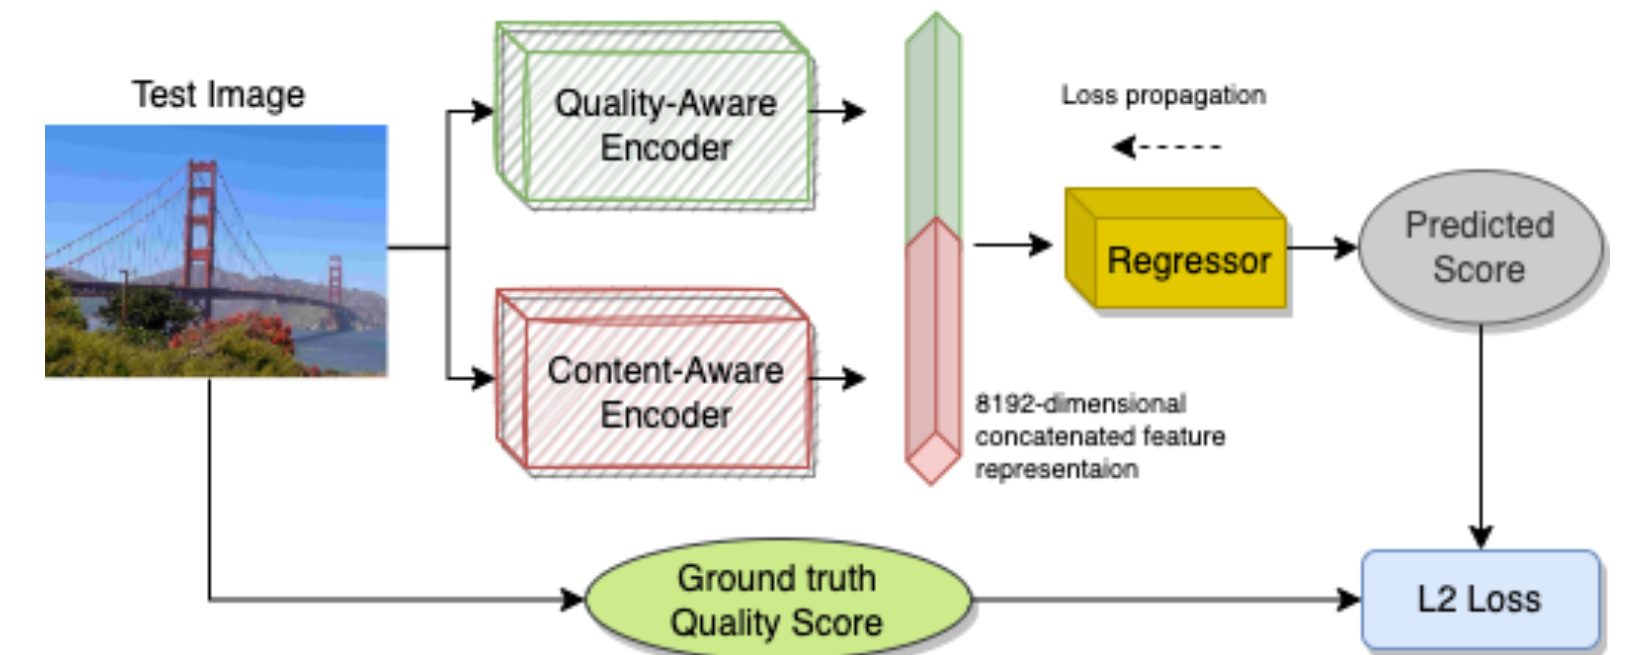 Test Image
Quality-Aware
Encoder
Content-Aware
Encoder
Loss propagation
Regressor
Predicted
Score
8192-dimensional
concatenated feature
representaion
Ground truth
Quality Score
L2 Loss